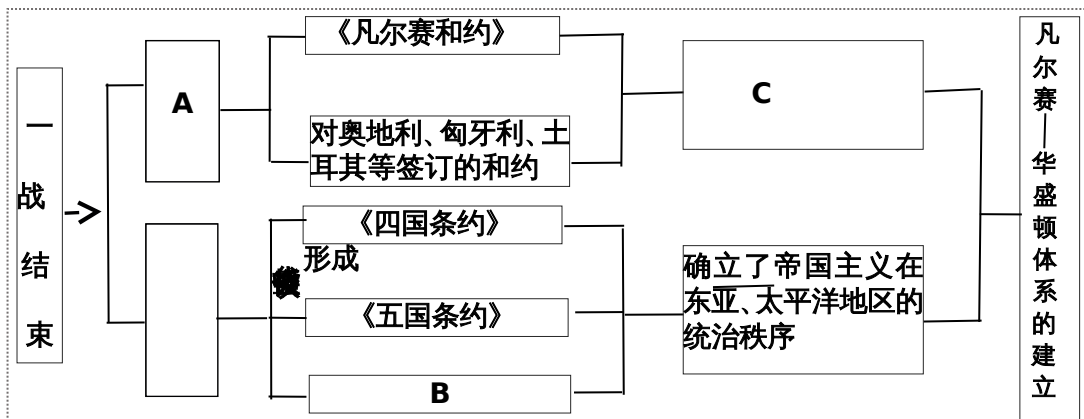 一战结束
A
《凡尔赛和约》
对奥地利、匈牙利、土
耳其等签订的和约
C
《四国条约》
形成
《五国条约》
B
确立了帝国主义在
东亚、太平洋地区的
统治秩序
凡尔赛—华盛顿体系的建立